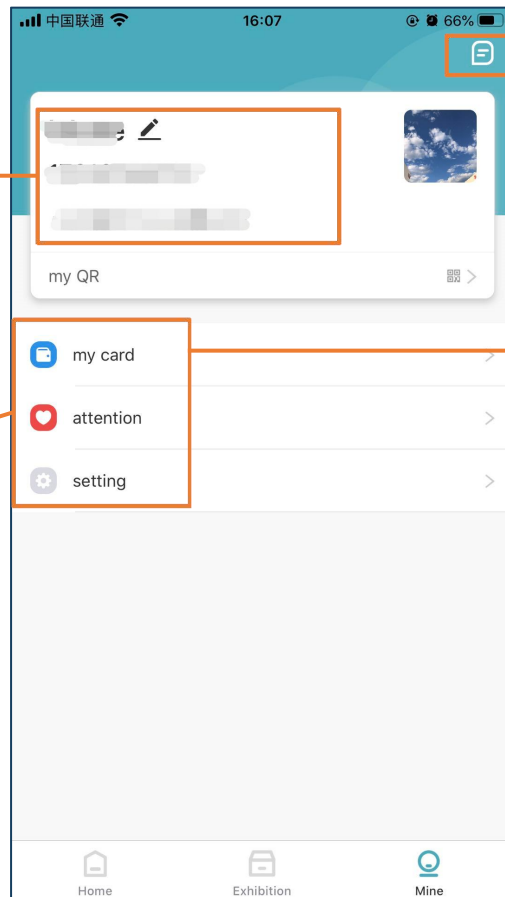 中国联通 16:07 66%
my QR
my card
attention
setting
Home Exhibition Mine